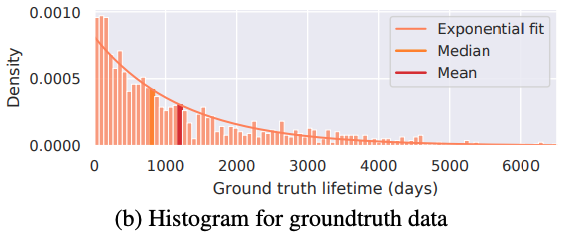 0.0010
0.0005
0.0000
Density
Exponential fit
Median
Mean
0 1000 2000 3000 4000 5000 6000
Ground truth lifetime (days)
(b) Histogram for groundtruth data